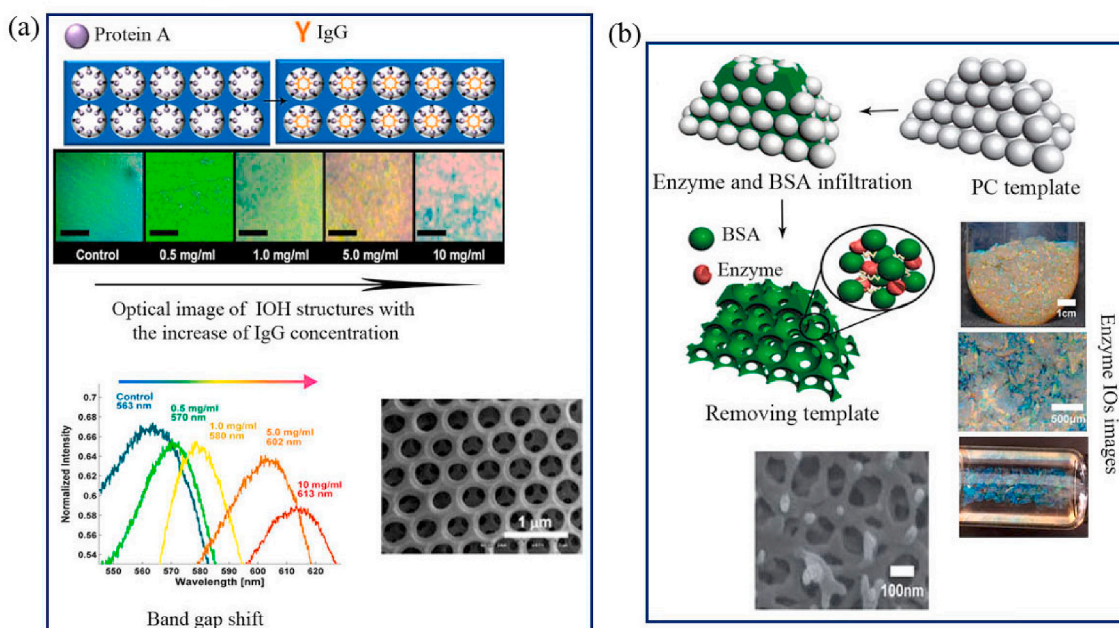 (a)
Protein A
IgG
Control
0.5 mg/ml
1.0 mg/ml
5.0 mg/ml
10 mg/ml
Optical image of IOH structures with
the increase of IgG concentration
Normalized Intensity
0.7
0.68
0.66
0.64
0.62
0.6
0.58
0.56
0.54
Control
563 nm
0.5 mg/ml
570 nm
1.0 mg/ml
580 nm
5.0 mg/ml
602 nm
10 mg/ml
613 nm
550 560 570 580 590 600 610 620
Wavelength [nm]
Band gap shift
1 μm
(b)
Enzyme and BSA infiltration
PC template
BSA
Enzyme
Removing template
1cm
500μm
Enzyme IOs images
100nm